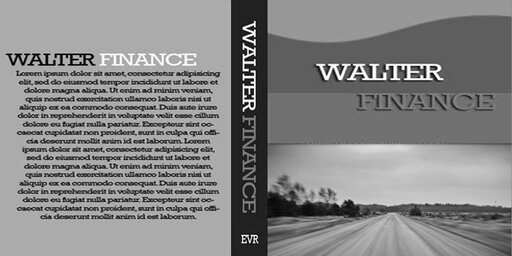 WALTER FINANCE
Lorem ipsum dolor sit amet, consectetur adipisicing
elit, sed do eiusmod tempor incididunt ut labore et
dolore magna aliqua. Ut enim ad minim veniam,
quis nostrud exercitation ullamco laboris nisi ut
aliquip ex ea commodo consequat. Duis aute irure
dolor in reprehenderit in voluptate velit esse cillum
dolore eu fugiat nulla pariatur. Excepteur sint oc-
caecat cupidatat non proident, sunt in culpa qui offi-
cia deserunt mollit anim id est laborum. Lorem
ipsum dolor sit amet, consectetur adipisicing elit,
sed do eiusmod tempor incididunt ut labore et
dolore magna aliqua. Ut enim ad minim veniam,
quis nostrud exercitation ullamco laboris nisi ut
aliquip ex ea commodo consequat. Duis aute irure
dolor in reprehenderit in voluptate velit esse cillum
dolore eu fugiat nulla pariatur. Excepteur sint oc-
caecat cupidatat non proident, sunt in culpa qui offi-
cia deserunt mollit anim id est laborum.
WALTER FINANCE
EVR
WALTER
FINANCE